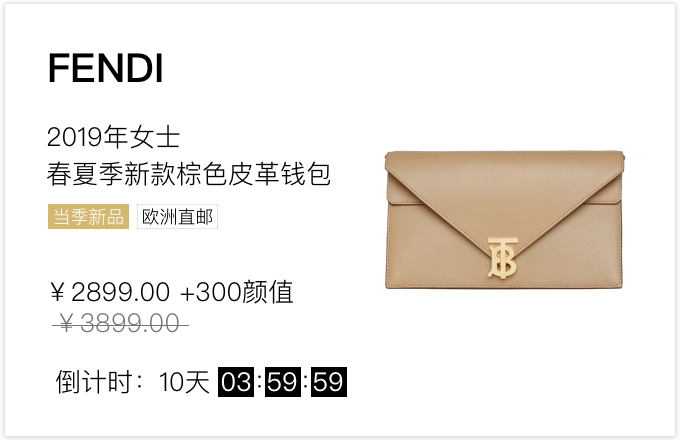 FENDI
2019年女士
春夏季新款棕色皮革钱包
当季新品 欧洲直邮
￥2899.00 +300颜值
￥3899.00
倒计时：10天 03:59:59
TB